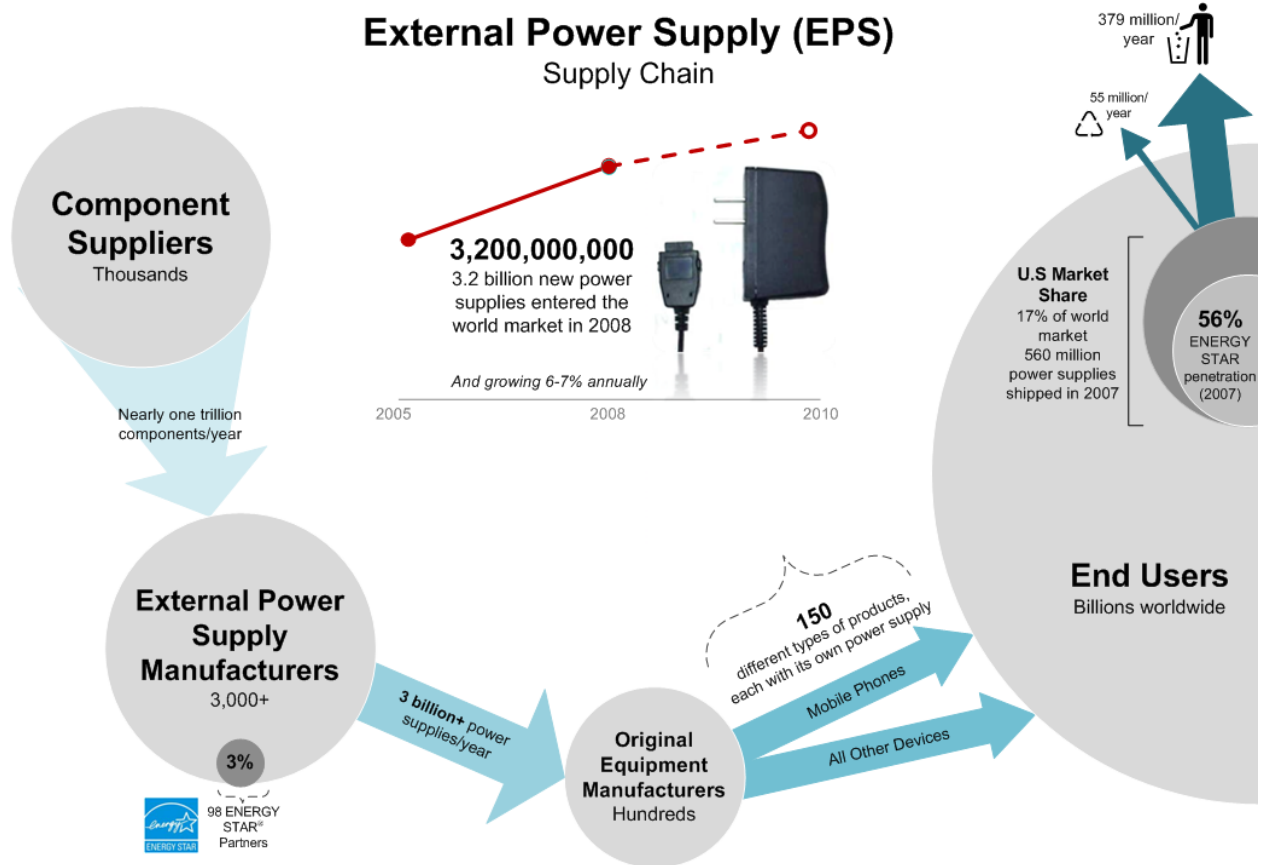 External Power Supply (EPS)
Supply Chain
379 million/
year
55 million/
year
Component
Suppliers
Thousands
3,200,000,000
3.2 billion new power
supplies entered the
world market in 2008
And growing 6-7% annually
2005
2008
2010
U.S Market
Share
17% of world
market
560 million
power supplies
shipped in 2007
56%
ENERGY
STAR
penetration
(2007)
Nearly one trillion
components/year
External Power
Supply
Manufacturers
3,000+
3%
98 ENERGY
STAR®
Partners
energy
ENERGY STAR
3 billion+ power
supplies/year
Original
Equipment
Manufacturers
Hundreds
150
different types of products,
each with its own power supply
Mobile Phones
All Other Devices
End Users
Billions worldwide